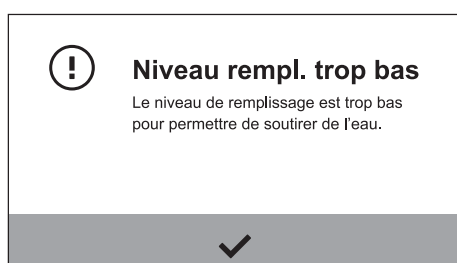 Niveau rempl. trop bas
Le niveau de remplissage est trop bas
pour permettre de soutirer de l'eau.